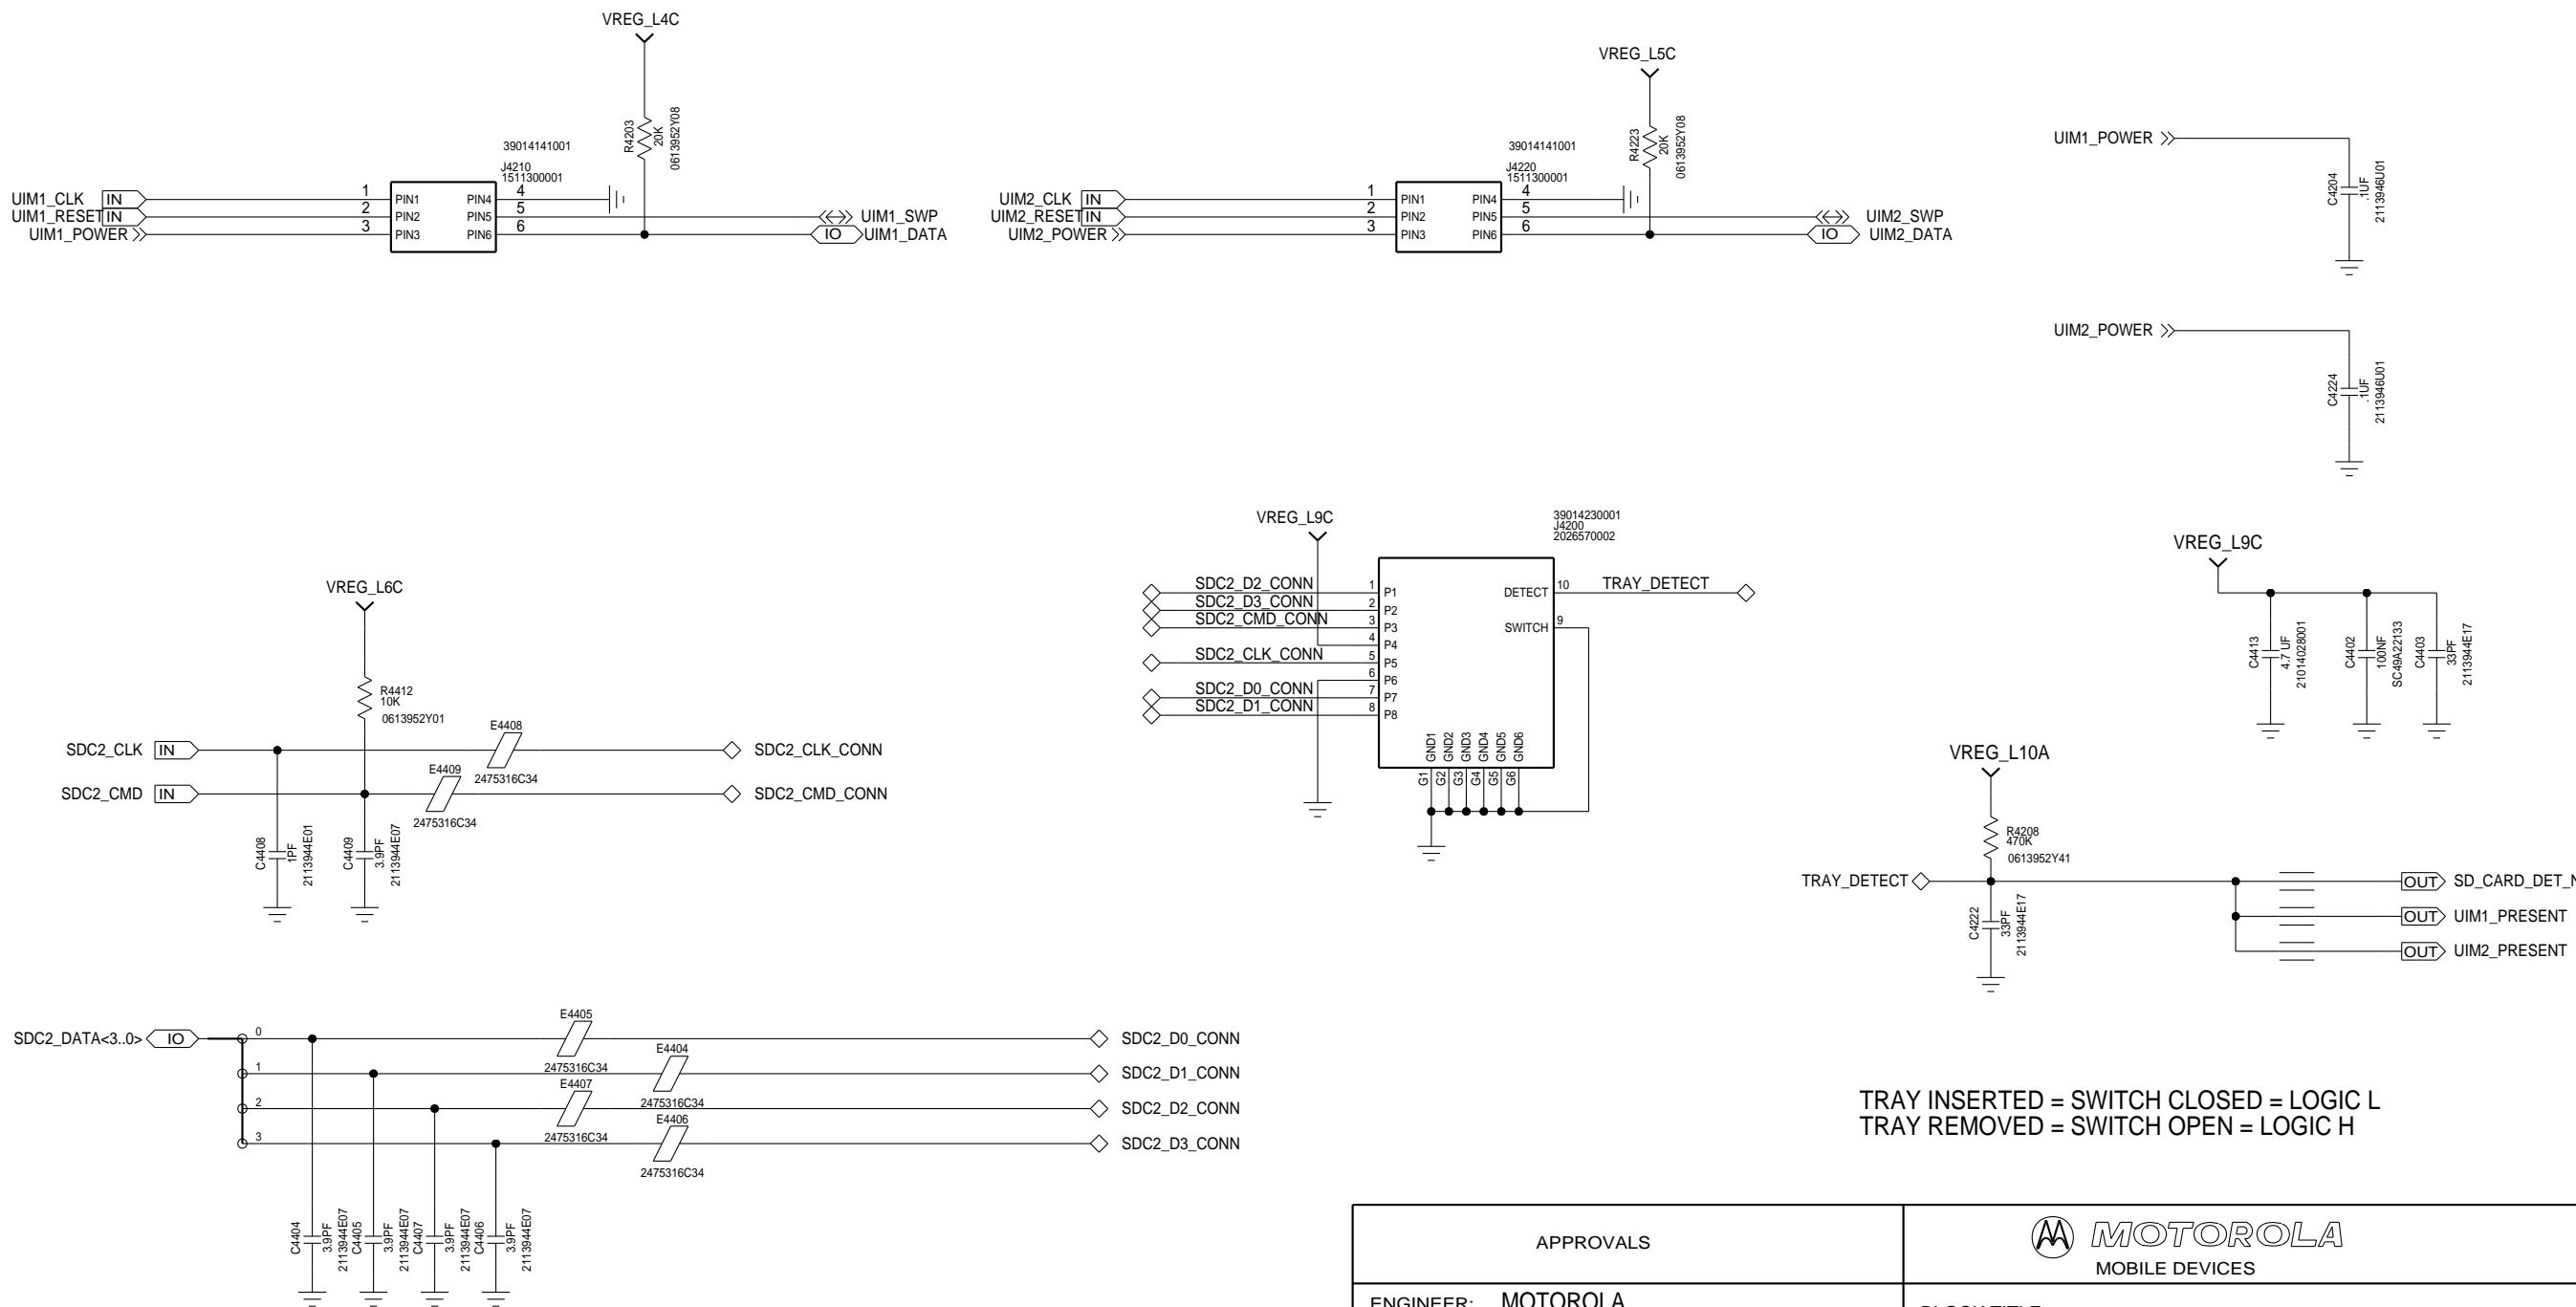 VREG_L4C
R4203
20K
0613952Y08
39014141001
J4210
1511300001
UIM1_CLK IN
UIM1_RESET IN
UIM1_POWER
1 PIN1
2 PIN2
3 PIN3
PIN4 4
PIN5 5
PIN6 6
UIM1_SWP
IO UIM1_DATA
VREG_L5C
R4223
20K
0613952Y08
39014141001
J4220
1511300001
UIM2_CLK IN
UIM2_RESET IN
UIM2_POWER
1 PIN1
2 PIN2
3 PIN3
PIN4 4
PIN5 5
PIN6 6
UIM2_SWP
IO UIM2_DATA
UIM1_POWER
C4204
.1UF
2113946U01
UIM2_POWER
C4224
.1UF
2113946U01
VREG_L9C
39014230001
J4200
2026570002
SDC2_D2_CONN 1 P1
SDC2_D3_CONN 2 P2
SDC2_CMD_CONN 3 P3
4 P4
SDC2_CLK_CONN 5 P5
6 P6
SDC2_D0_CONN 7 P7
SDC2_D1_CONN 8 P8
DETECT 10 TRAY_DETECT
SWITCH 9
GND1 GND2 GND3 GND4 GND5 GND6
G1 G2 G3 G4 G5 G6
VREG_L9C
C4413
4.7 UF
21014028001
C4402
100NF
SC49A22133
C4403
33PF
2113944E17
VREG_L6C
R4412
10K
0613952Y01
SDC2_CLK IN
E4408
2475316C34
SDC2_CLK_CONN
SDC2_CMD IN
E4409
2475316C34
SDC2_CMD_CONN
C4408
1PF
2113944E01
C4409
3.9PF
2113944E07
VREG_L10A
R4208
470K
0613952Y41
TRAY_DETECT
C4222
33PF
2113944E17
OUT SD_CARD_DET_N
OUT UIM1_PRESENT
OUT UIM2_PRESENT
SDC2_DATA<3..0> IO
0
E4405
2475316C34
SDC2_D0_CONN
1
E4404
2475316C34
SDC2_D1_CONN
2
E4407
2475316C34
SDC2_D2_CONN
3
E4406
2475316C34
SDC2_D3_CONN
C4404
3.9PF
2113944E07
C4405
3.9PF
2113944E07
C4407
3.9PF
2113944E07
C4406
3.9PF
2113944E07
TRAY INSERTED = SWITCH CLOSED = LOGIC L
TRAY REMOVED = SWITCH OPEN = LOGIC H
APPROVALS
MOTOROLA
MOBILE DEVICES
ENGINEER: MOTOROLA
BLOCK TITLE